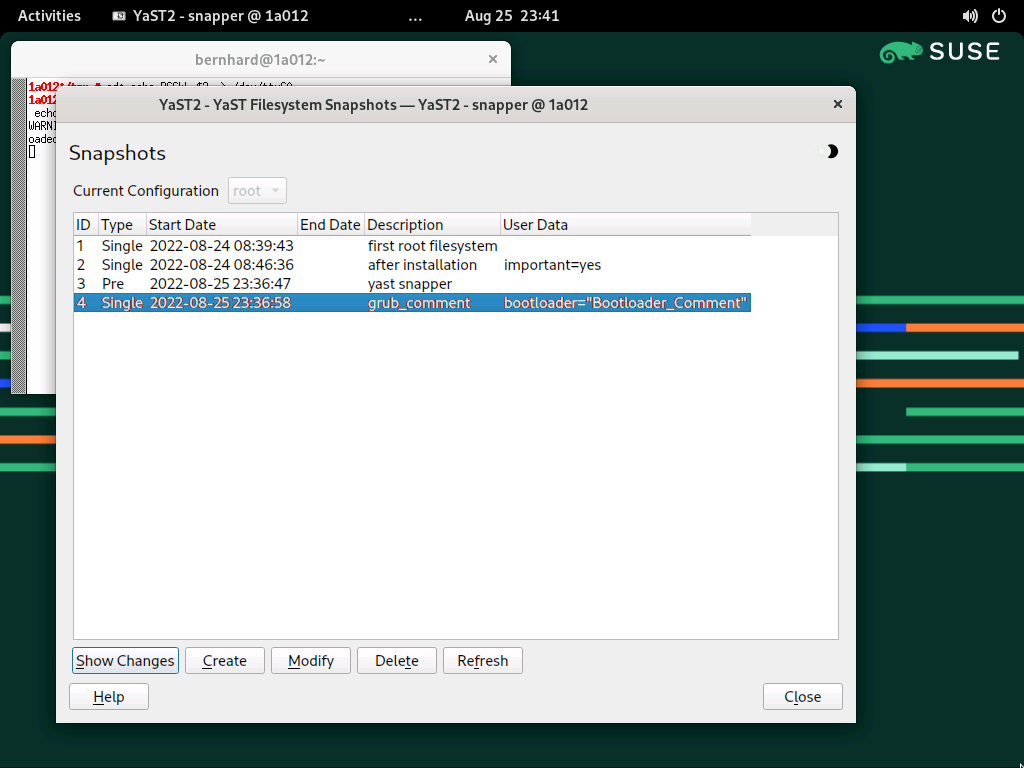 Activities YaST2 - snapper @ 1a012 ... Aug 25 23:41
SUSE
bernhard@1a012:~
1a012
1a012
echo
WARNI
oaded
YaST2 - YaST Filesystem Snapshots — YaST2 - snapper @ 1a012
Snapshots
Current Configuration root
ID Type Start Date End Date Description User Data
1 Single 2022-08-24 08:39:43 first root filesystem
2 Single 2022-08-24 08:46:36 after installation important=yes
3 Pre 2022-08-25 23:36:47 yast snapper
4 Single 2022-08-25 23:36:58 grub_comment bootloader="Bootloader_Comment"
Show Changes Create Modify Delete Refresh
Help Close